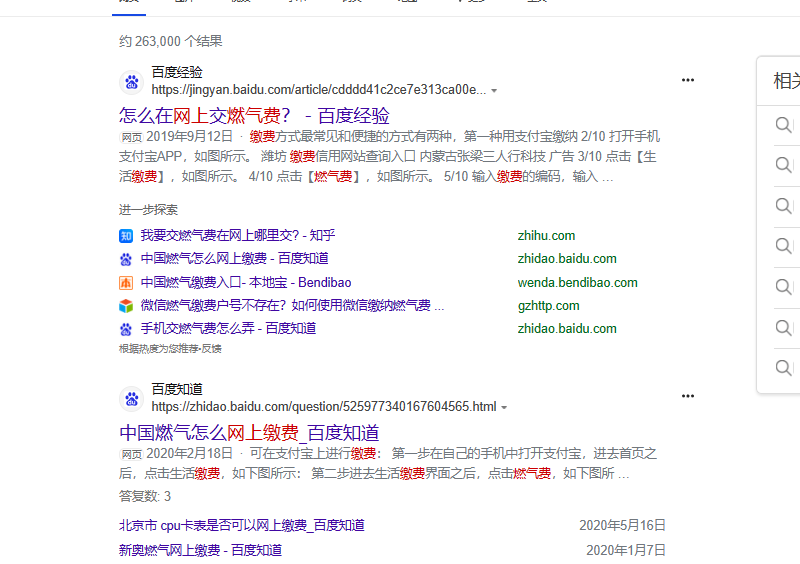 约 263,000 个结果
百度经验
https://jingyan.baidu.com/article/cdddd41c2ce7e313ca00e...
怎么在网上交燃气费？ - 百度经验
网页 2019年9月12日 · 缴费方式最常见和便捷的方式有两种，第一种用支付宝缴纳 2/10 打开手机
支付宝APP，如图所示。 潍坊 缴费信用网站查询入口 内蒙古张梁三人行科技 广告 3/10 点击【生
活缴费】，如图所示。 4/10 点击【燃气费】，如图所示。 5/10 输入缴费的编码，输入 ...
进一步探索
我要交燃气费在网上哪里交? - 知乎 zhihu.com
中国燃气怎么网上缴费 - 百度知道 zhidao.baidu.com
中国燃气缴费入口- 本地宝 - Bendibao wenda.bendibao.com
微信燃气缴费户号不存在？如何使用微信缴纳燃气费 ... gzhttp.com
手机交燃气费怎么弄 - 百度知道 zhidao.baidu.com
根据热度为您推荐•反馈
百度知道
https://zhidao.baidu.com/question/525977340167604565.html
中国燃气怎么网上缴费_百度知道
网页 2020年2月18日 · 可在支付宝上进行缴费： 第一步在自己的手机中打开支付宝，进去首页之
后，点击生活缴费，如下图所示： 第二步进去生活缴费界面之后，点击燃气费，如下图所 ...
答复数: 3
北京市 cpu卡表是否可以网上缴费_百度知道 2020年5月16日
新奥燃气网上缴费 - 百度知道 2020年1月7日
相关